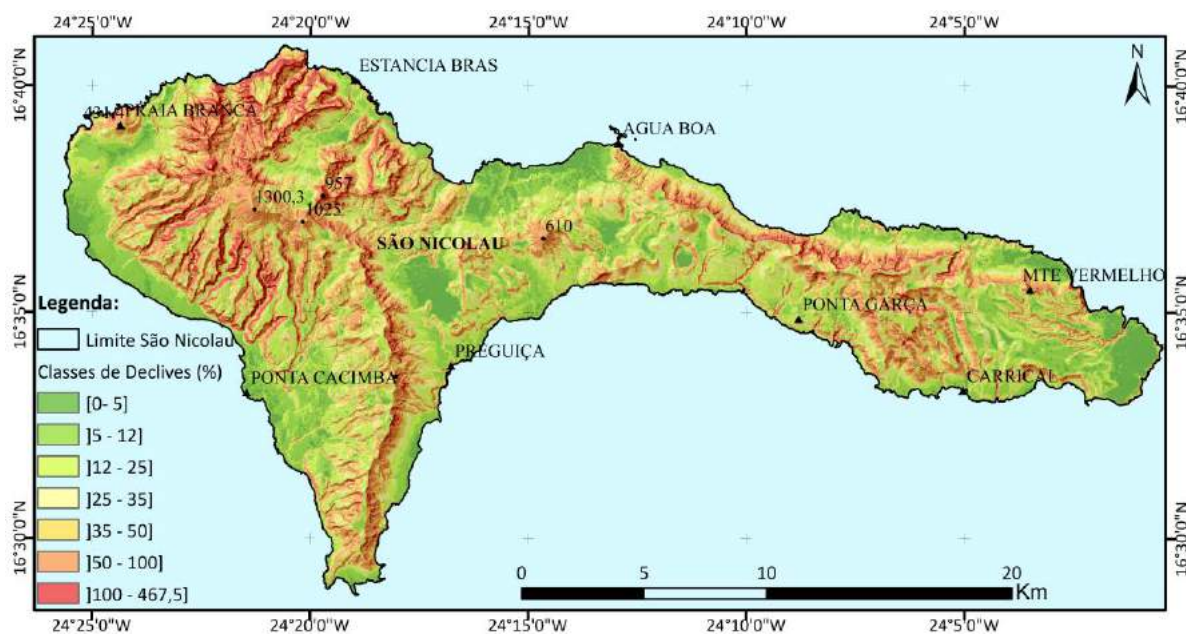 24°25'0"W 24°20'0"W 24°15'0"W 24°10'0"W 24°5'0"W
N
16°40'0"N 16°40'0"N
ESTANCIA BRAS
PRAIA BRANCA
AGUA BOA
957
1300,3
1025
610
SÃO NICOLAU
MTE VERMELHO
PONTA GARÇA
16°35'0"N 16°35'0"N
PREGUIÇA
PONTA CACIMBA
CARRICAL
Legenda:
Limite São Nicolau
Classes de Declives (%)
[0- 5]
]5 - 12]
]12 - 25]
]25 - 35]
]35 - 50]
]50 - 100]
]100 - 467,5]
16°30'0"N 16°30'0"N
0 5 10 20
Km
24°25'0"W 24°20'0"W 24°15'0"W 24°10'0"W 24°5'0"W